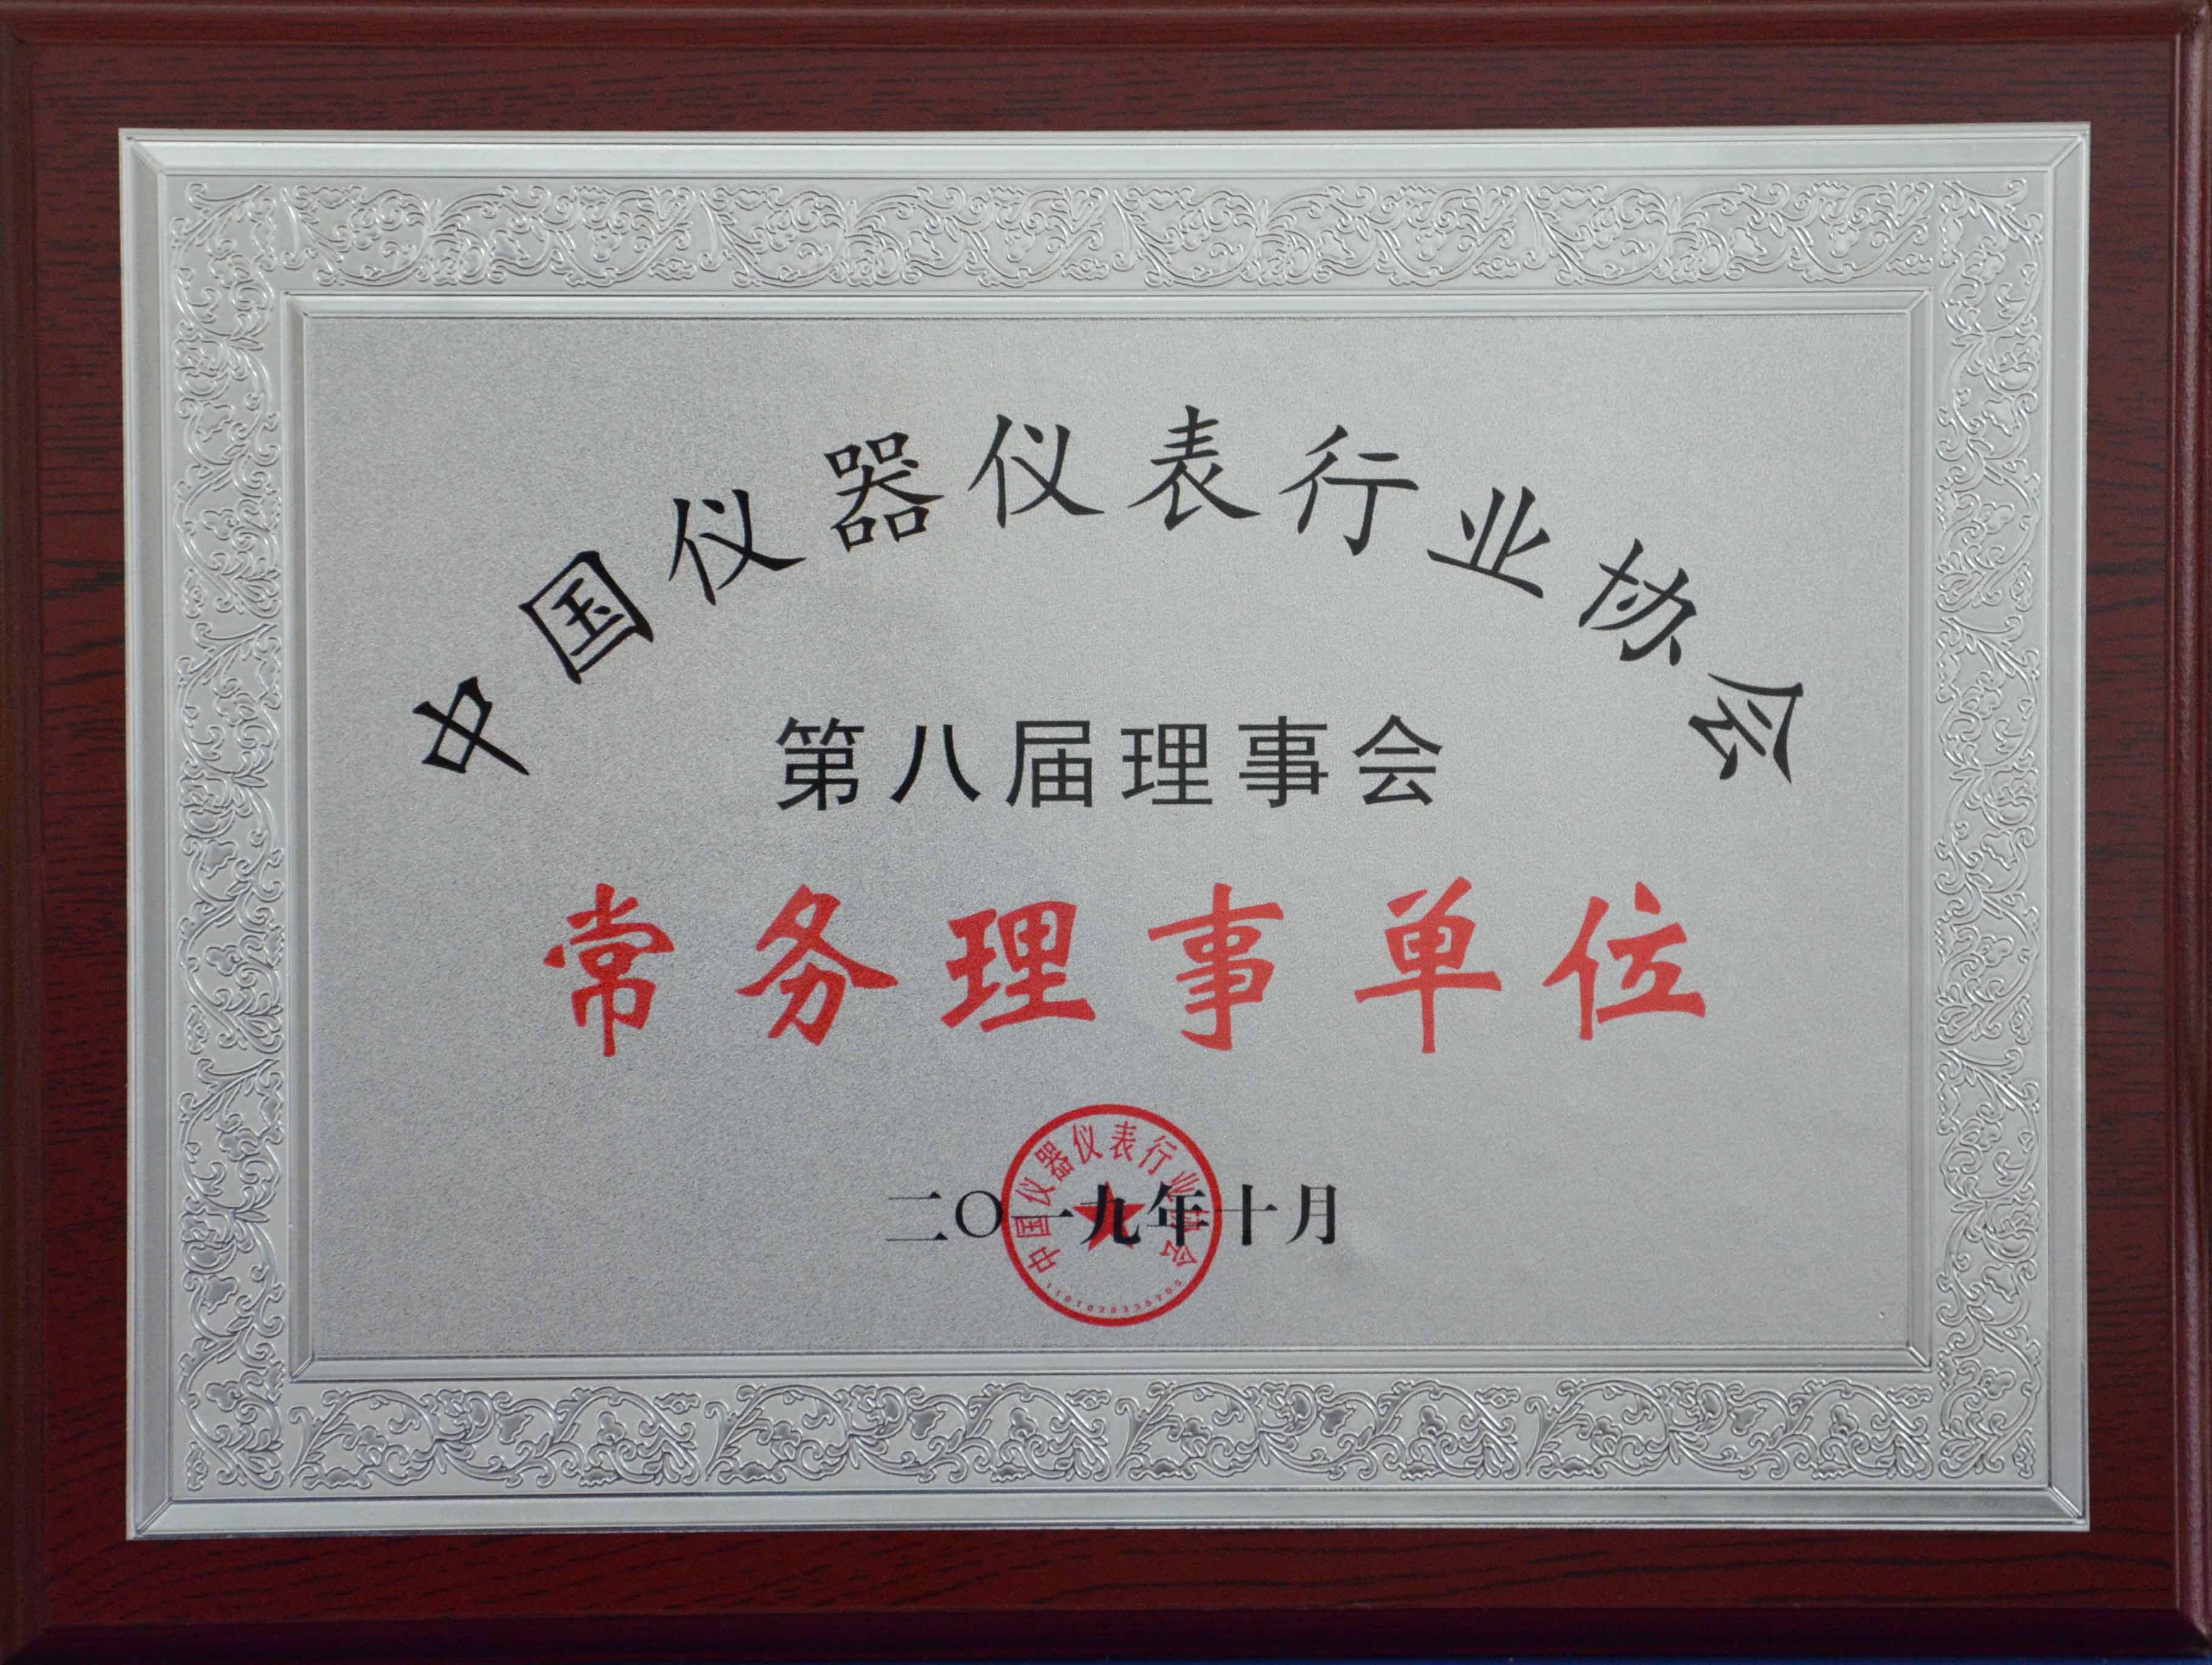 中国仪器仪表行业协会
第八届理事会
常务理事单位
中国仪器仪表行业协会
二〇一九年十月